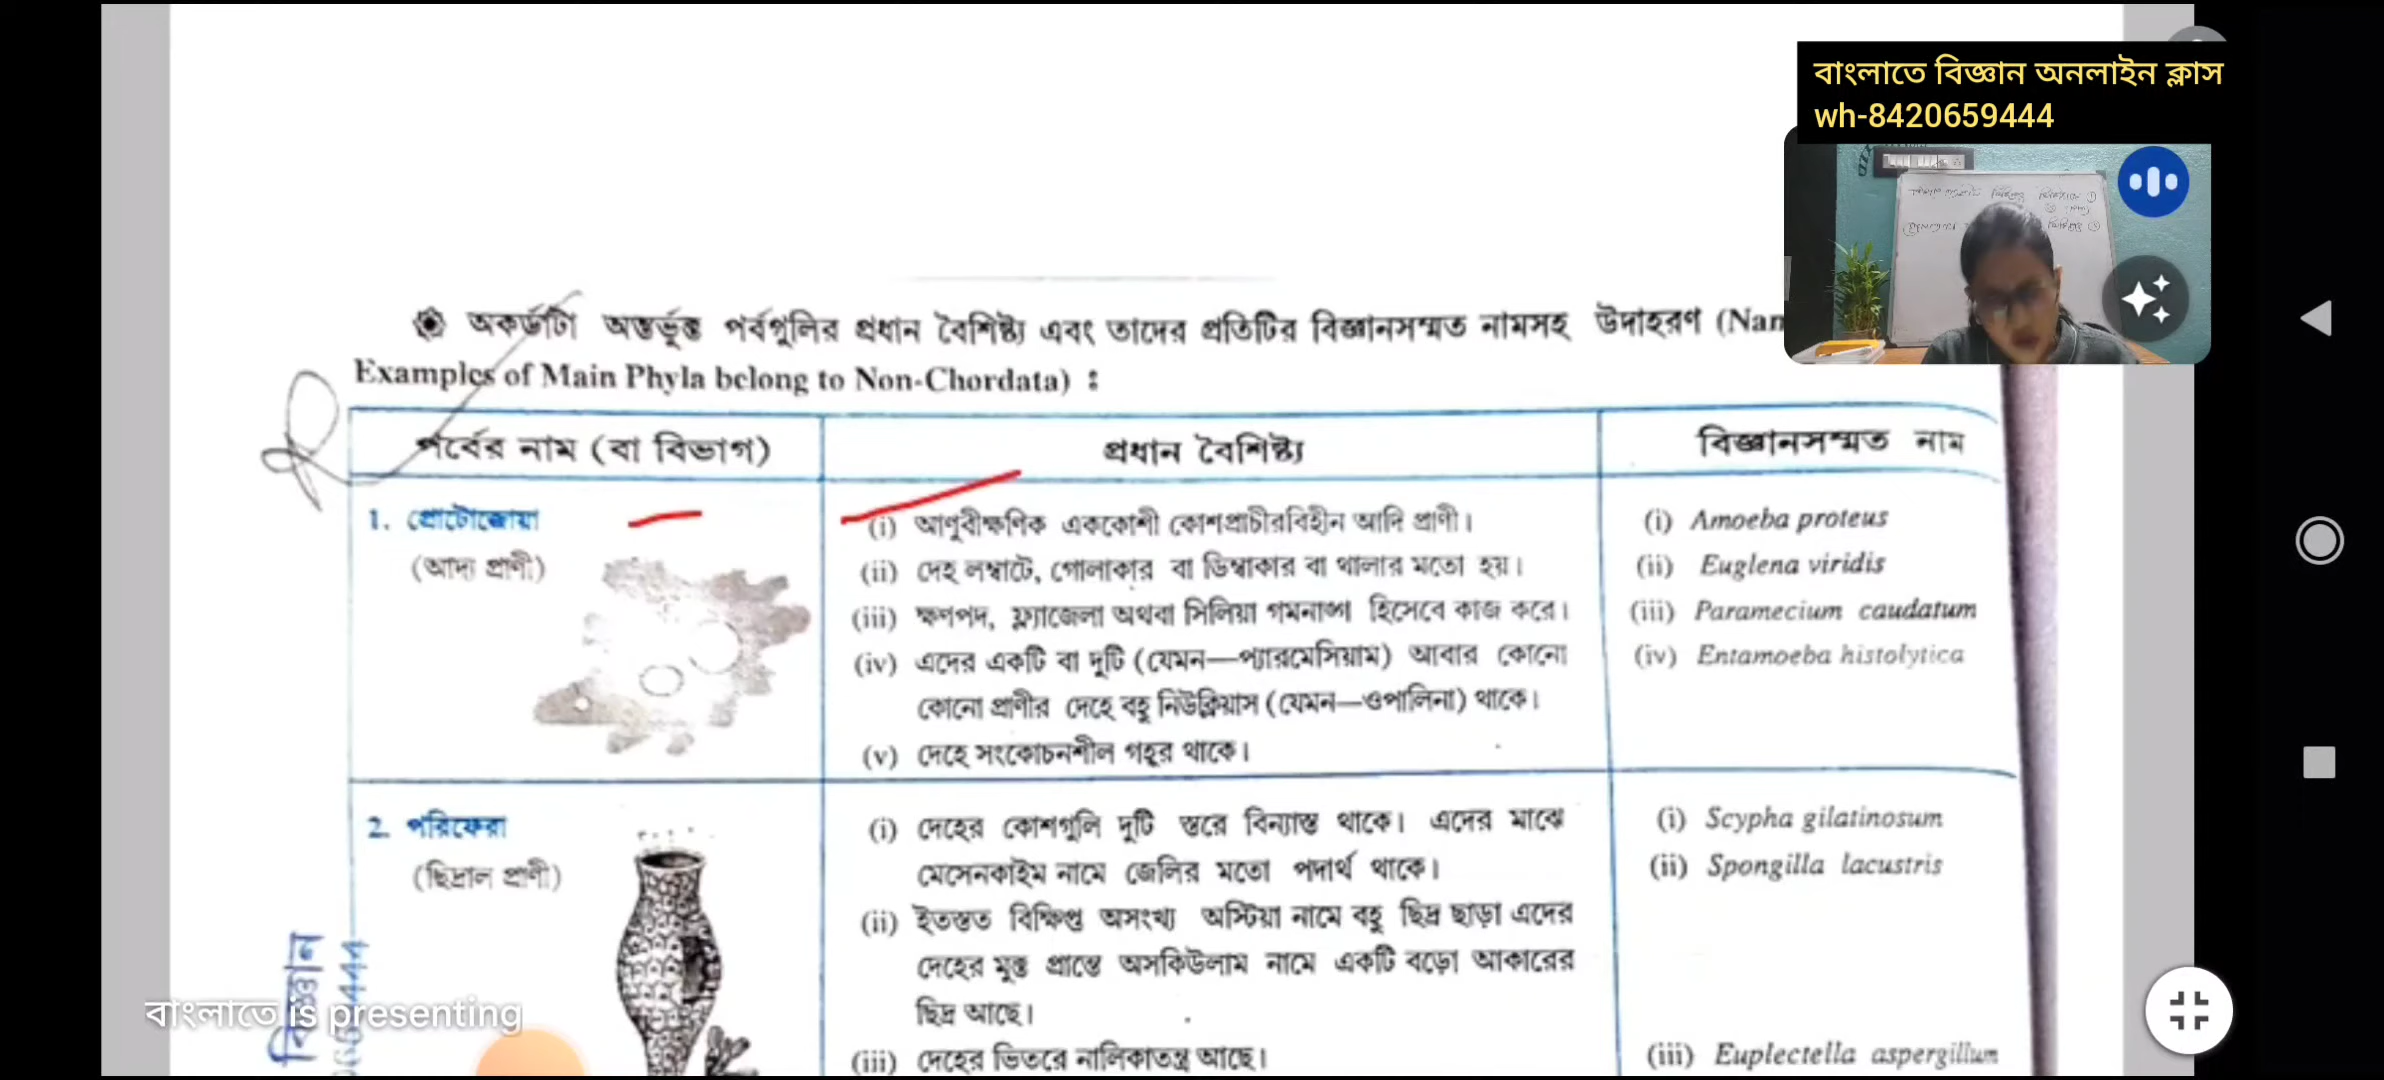 বাংলাতে বিজ্ঞান অনলাইন ক্লাস
wh-8420659444
অকর্ডাটা অন্তর্ভুক্ত পর্বগুলির প্রধান বৈশিষ্ট্য এবং তাদের প্রতিটির বিজ্ঞানসম্মত নামসহ উদাহরণ (Nam
Examples of Main Phyla belong to Non-Chordata) :
পর্বের নাম (বা বিভাগ)
প্রধান বৈশিষ্ট্য
বিজ্ঞানসম্মত নাম
1. প্রোটোজোয়া
(আদ্য প্রাণী)
(i) আণুবীক্ষণিক এককোশী কোশপ্রাচীরবিহীন আদি প্রাণী।
(ii) দেহ লম্বাটে, গোলাকার বা ডিম্বাকার বা থালার মতো হয়।
(iii) ক্ষণপদ, ফ্ল্যাজেলা অথবা সিলিয়া গমনাঙ্গ হিসেবে কাজ করে।
(iv) এদের একটি বা দুটি (যেমন—প্যারামেসিয়াম) আবার কোনো
কোনো প্রাণীর দেহে বহু নিউক্লিয়াস (যেমন—ওপালিনা) থাকে।
(v) দেহে সংকোচনশীল গহ্বর থাকে।
(i) Amoeba proteus
(ii) Euglena viridis
(iii) Paramecium caudatum
(iv) Entamoeba histolytica
2. পরিফেরা
(ছিদ্রাল প্রাণী)
(i) দেহের কোশগুলি দুটি স্তরে বিন্যাস্ত থাকে। এদের মাঝে
মেসেনকাইম নামে জেলির মতো পদার্থ থাকে।
(ii) ইতস্তত বিক্ষিপ্ত অসংখ্য অস্টিয়া নামে বহু ছিদ্র ছাড়া এদের
দেহের মুক্ত প্রান্তে অসকিউলাম নামে একটি বড়ো আকারের
ছিদ্র আছে।
(iii) দেহের ভিতরে নালিকাতন্ত্র আছে।
(i) Scypha gilatinosum
(ii) Spongilla lacustris
(iii) Euplectella aspergillum
বিজ্ঞান
বাংলাতে is presenting